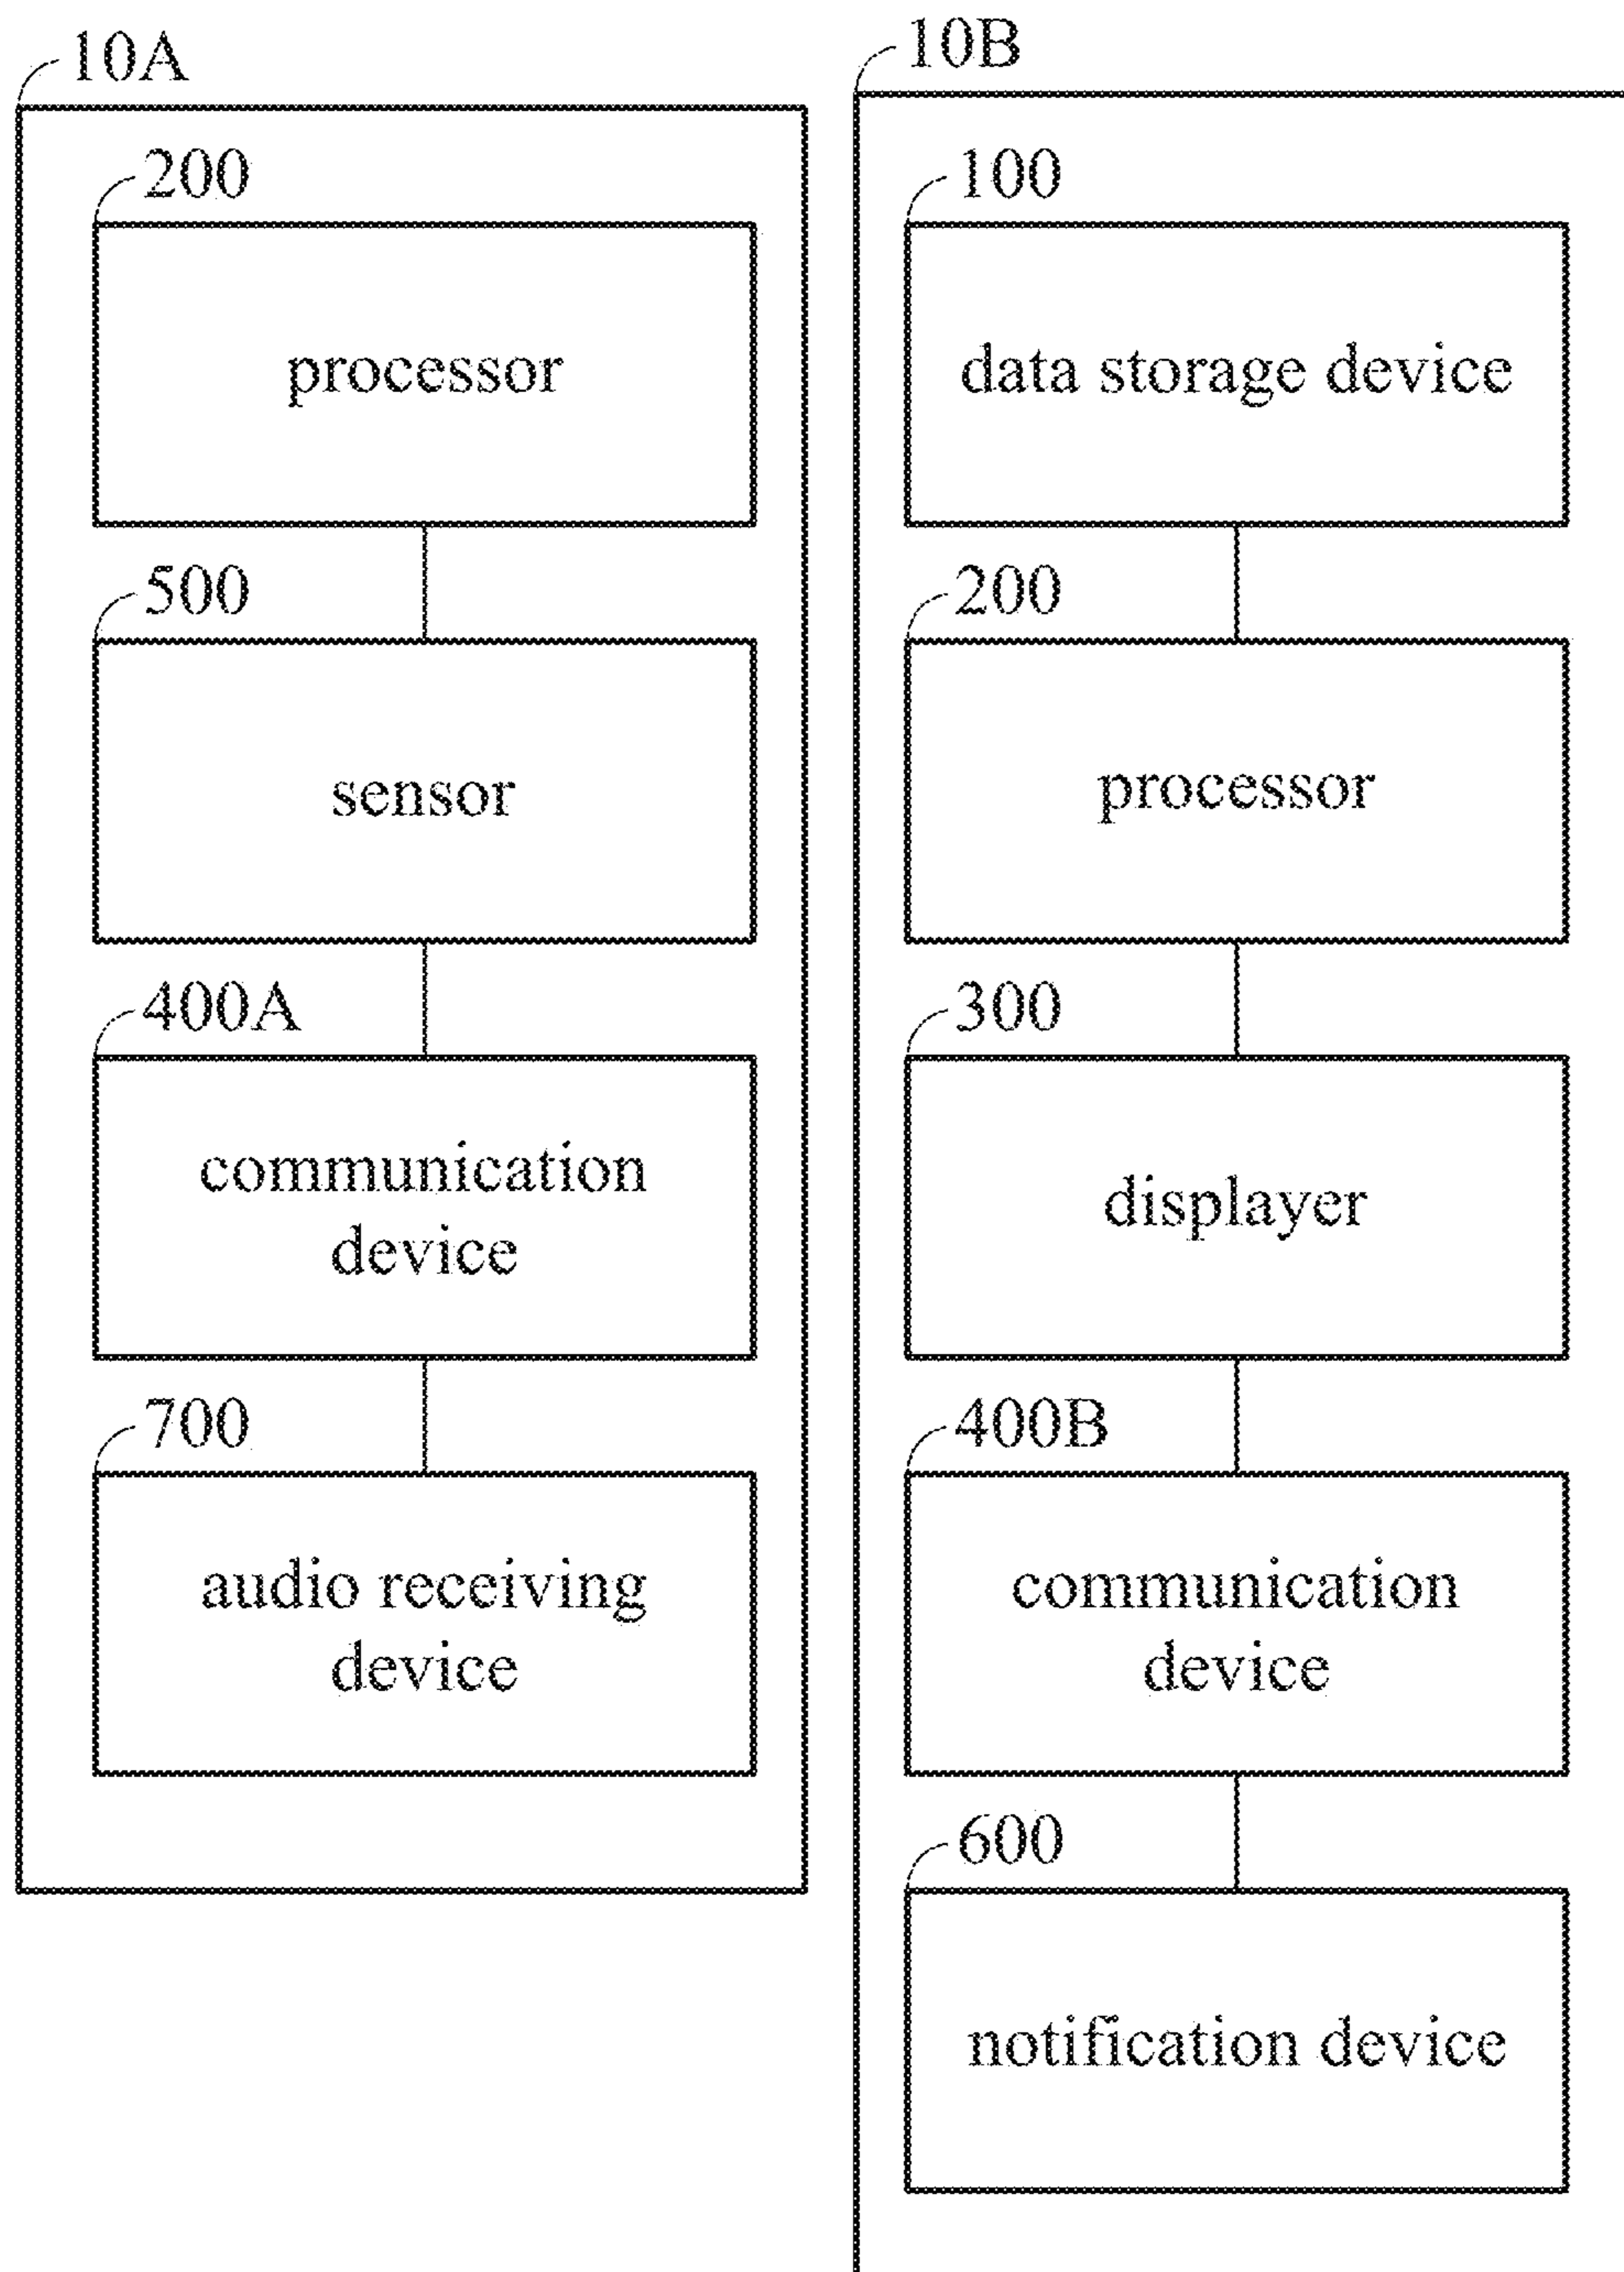 10A
200
processor
500
sensor
400A
communication
device
700
audio receiving
device
10B
100
data storage device
200
processor
300
displayer
400B
communication
device
600
notification device